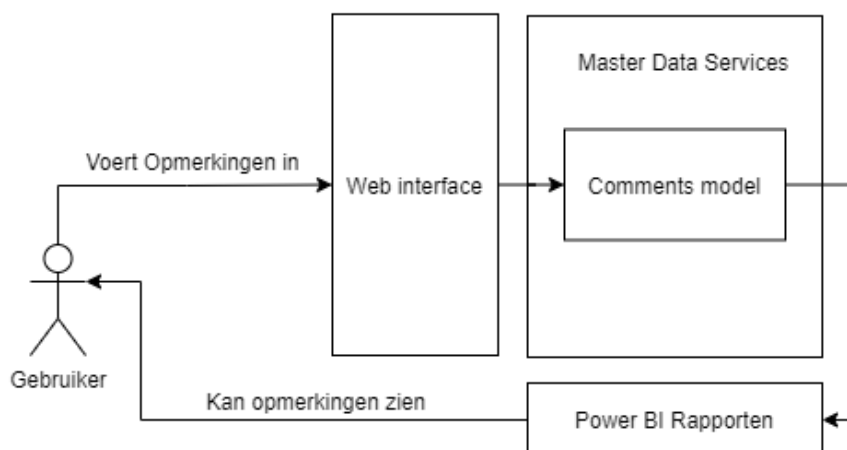 Master Data Services
Voert Opmerkingen in
Web interface
Comments model
Gebruiker
Kan opmerkingen zien
Power BI Rapporten